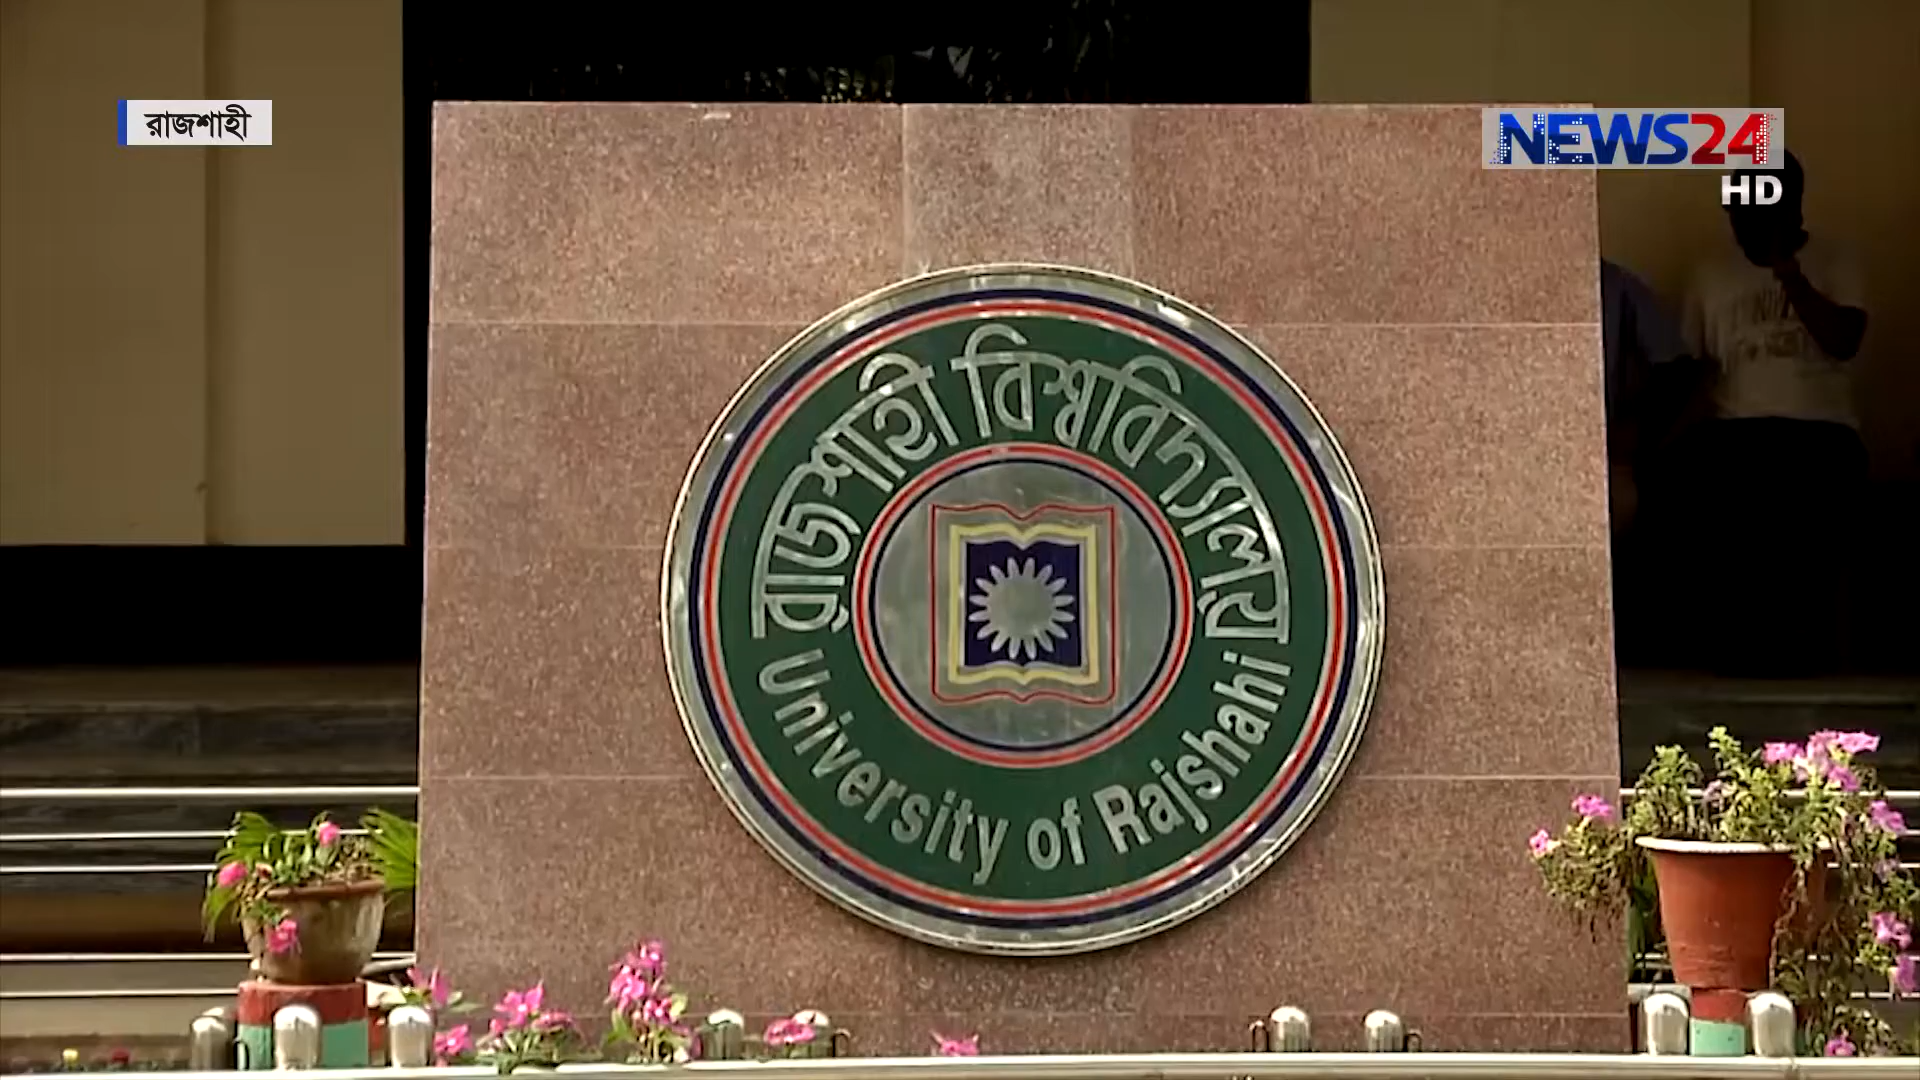 রাজশাহী
NEWS24
HD
রাজশাহী বিশ্ববিদ্যালয়
University of Rajshahi